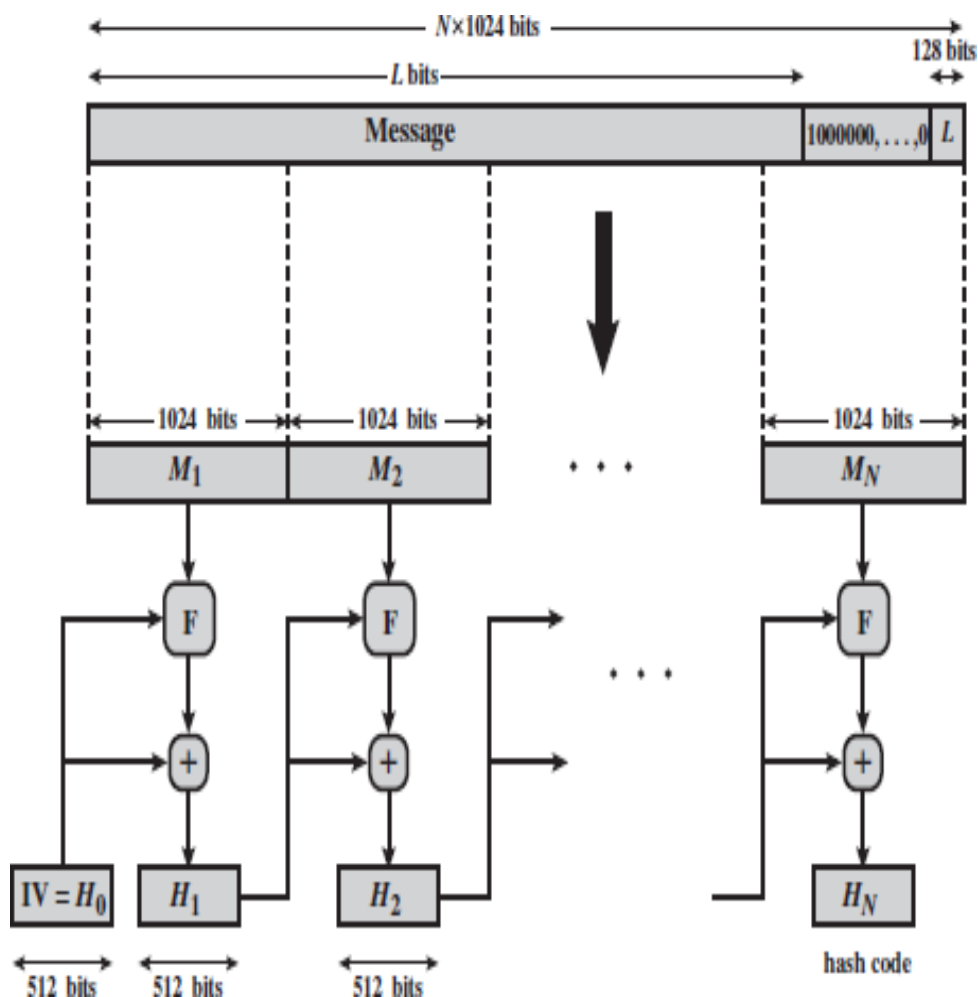 N×1024 bits
128 bits
L bits
Message
1000000, . . . ,0
L
1024 bits
1024 bits
1024 bits
M1
M2
. . .
MN
F
F
F
. . .
+
+
+
IV = H0
H1
H2
HN
512 bits
512 bits
512 bits
hash code